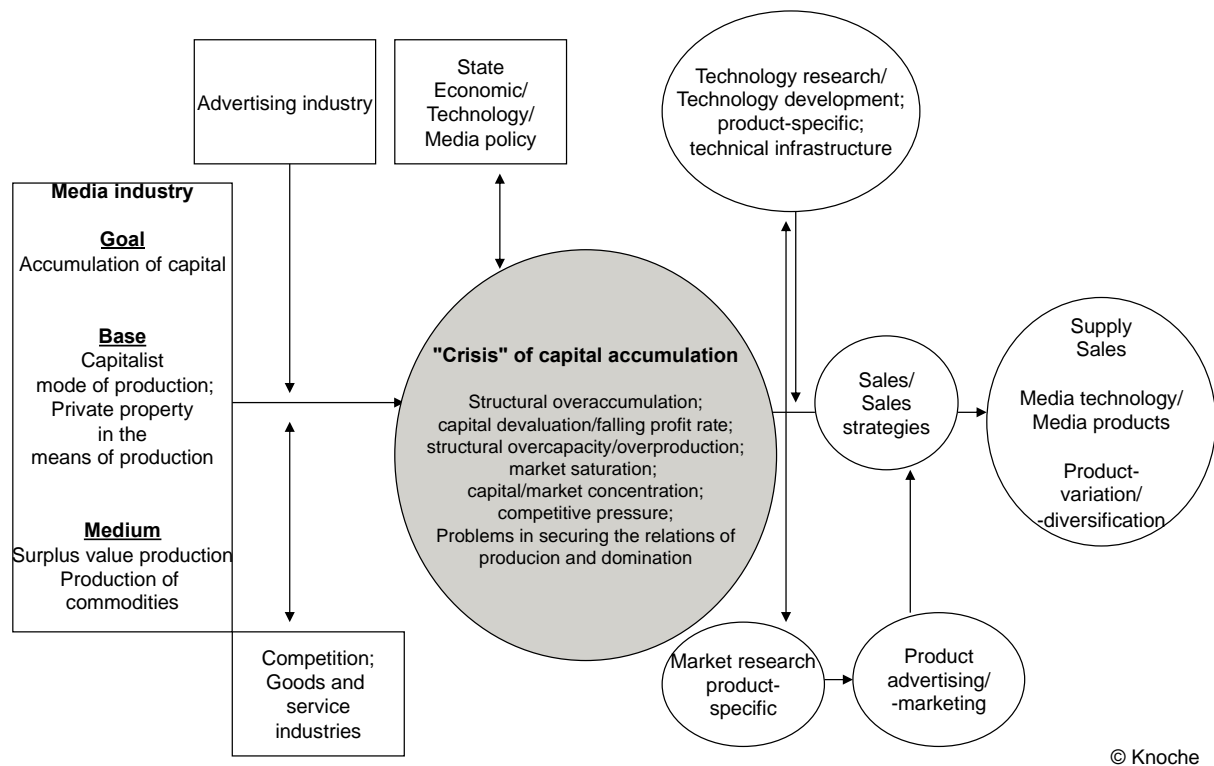 Advertising industry
State
Economic/
Technology/
Media policy
Technology research/
Technology development;
product-specific;
technical infrastructure
Media industry
Goal
Accumulation of capital
Base
Capitalist
mode of production;
Private property
in the
means of production
Medium
Surplus value production
Production of
commodities
"Crisis" of capital accumulation
Structural overaccumulation;
capital devaluation/falling profit rate;
structural overcapacity/overproduction;
market saturation;
capital/market concentration;
competitive pressure;
Problems in securing the relations of
producion and domination
Sales/
Sales
strategies
Supply
Sales
Media technology/
Media products
Product-
variation/
-diversification
Competition;
Goods and
service
industries
Market research
product-
specific
Product
advertising/
-marketing
© Knoche